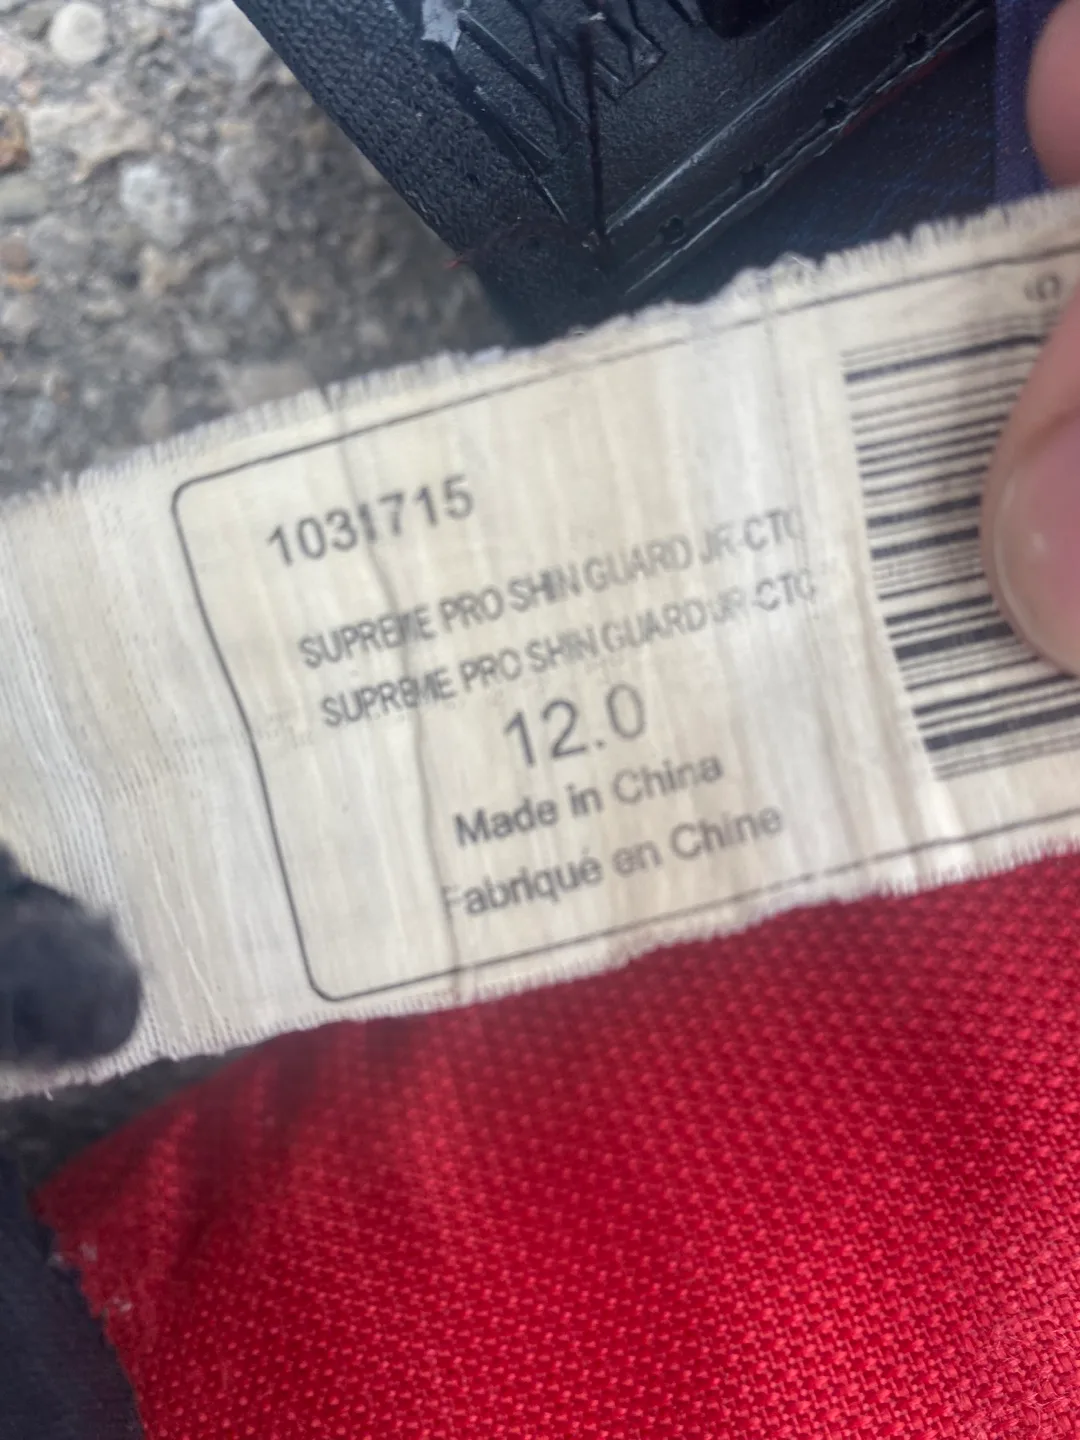 1031715
SUPREME PRO SHIN GUARD JR-CTC
SUPREME PRO SHIN GUARD JR-CTC
12.0
Made in China
Fabriqué en Chine